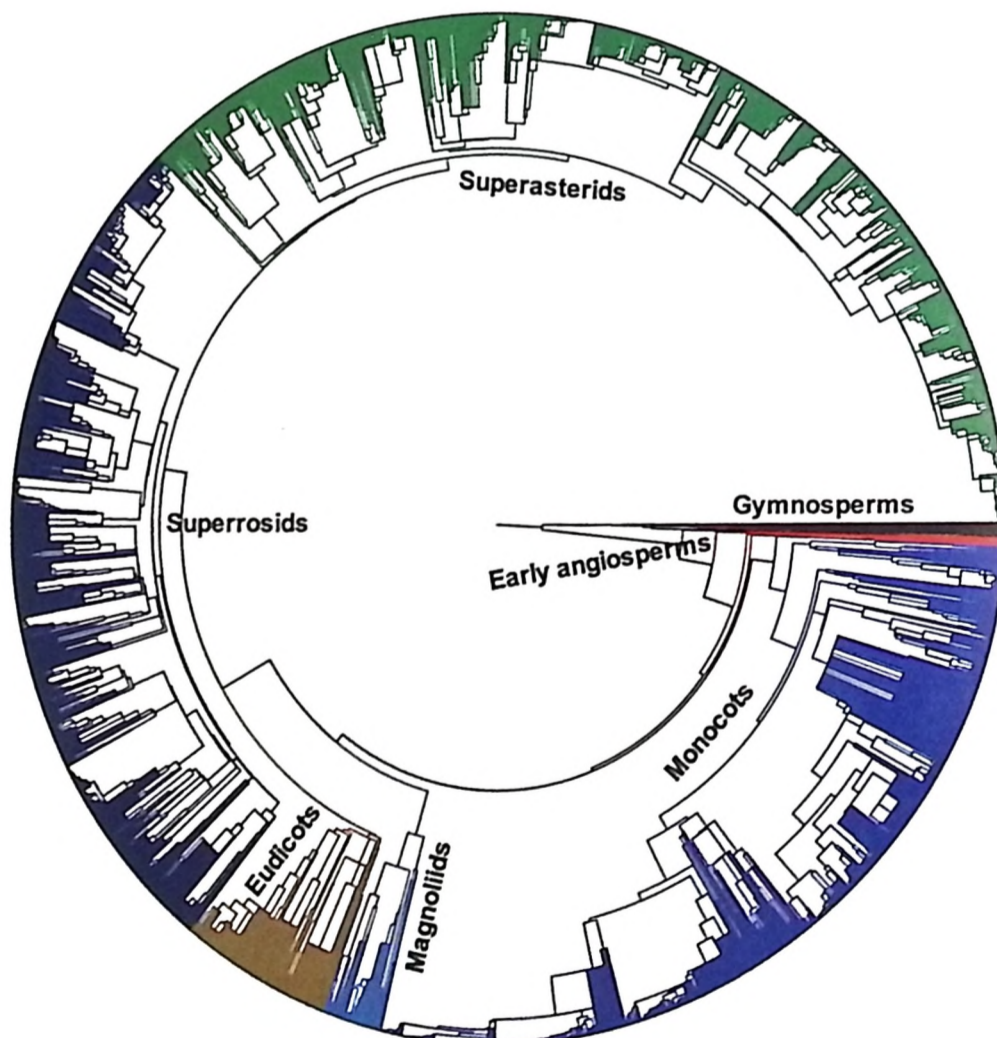 Superasterids
Superrosids
Gymnosperms
Early angiosperms
Monocots
Eudicots
Magnoliids